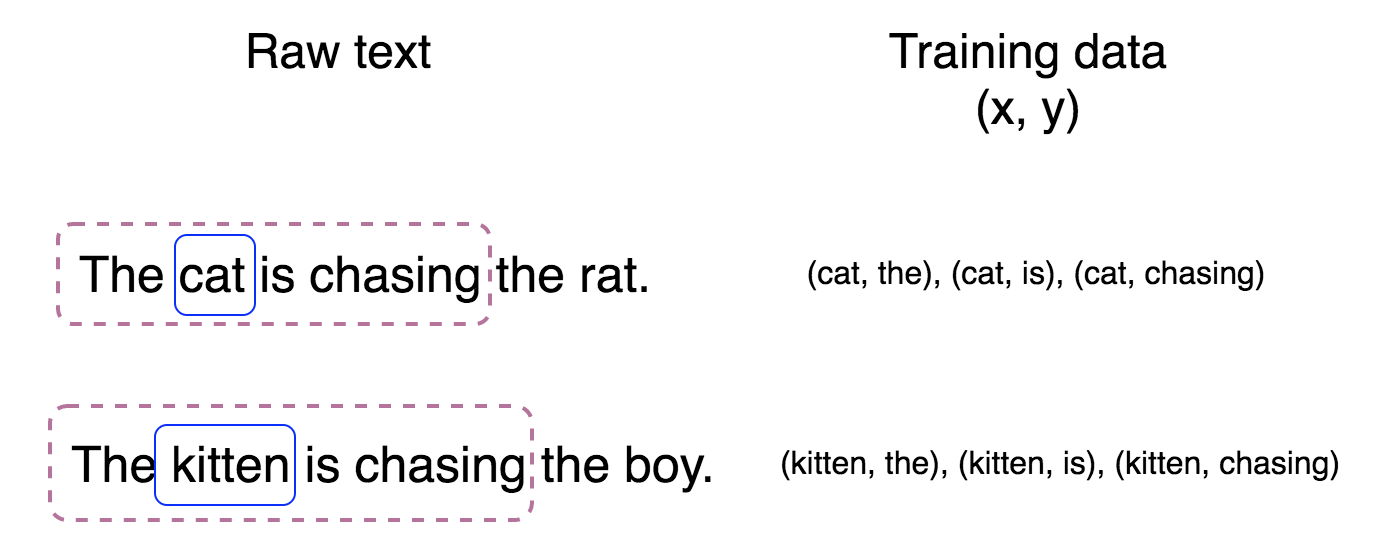 Raw text
Training data
(x, y)
The cat is chasing the rat.
(cat, the), (cat, is), (cat, chasing)
The kitten is chasing the boy.
(kitten, the), (kitten, is), (kitten, chasing)